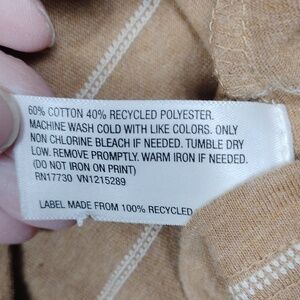 60% COTTON 40% RECYCLED POLYESTER.
MACHINE WASH COLD WITH LIKE COLORS. ONLY
NON CHLORINE BLEACH IF NEEDED. TUMBLE DRY
LOW. REMOVE PROMPTLY. WARM IRON IF NEEDED.
(DO NOT IRON ON PRINT)
RN17730 VN1215289
LABEL MADE FROM 100% RECYCLED